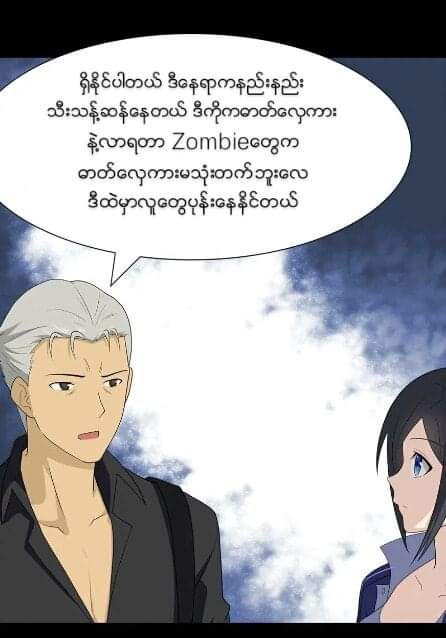 ရှိနိုင်ပါတယ် ဒီနေရာကနည်းနည်း
သီးသန့်ဆန်နေတယ် ဒီကိုကဓာတ်လှေကား
နဲ့လာရတာ Zombieတွေက
ဓာတ်လှေကားမသုံးတက်ဘူးလေ
ဒီထဲမှာလူတွေပုန်းနေနိုင်တယ်